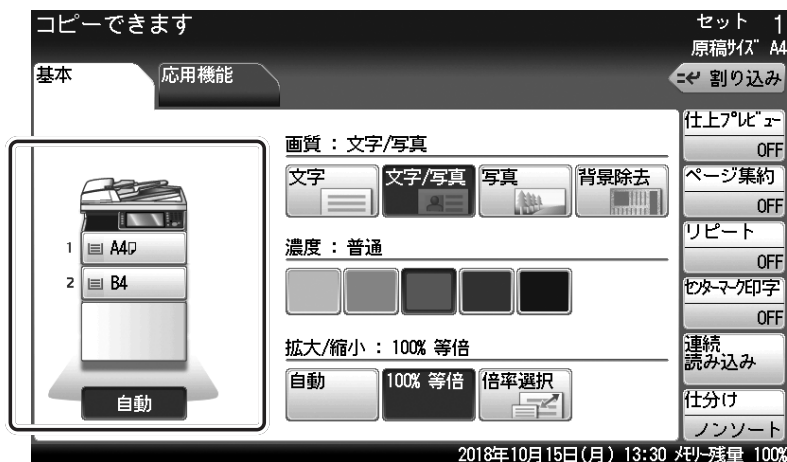 コピーできます
セット 1
原稿ｻｲｽﾞ A4
基本
応用機能
割り込み
画質 : 文字/写真
文字
文字/写真
写真
背景除去
濃度 : 普通
拡大/縮小 : 100% 等倍
自動
100% 等倍
倍率選択
1 A4
2 B4
自動
仕上ﾌﾟﾚﾋﾞｭｰ
OFF
ページ集約
OFF
リピート
OFF
ｾﾝﾀｰﾏｰｸ印字
OFF
連続
読み込み
仕分け
ノンソート
2018年10月15日(月) 13:30 ﾒﾓﾘｰ残量 100%